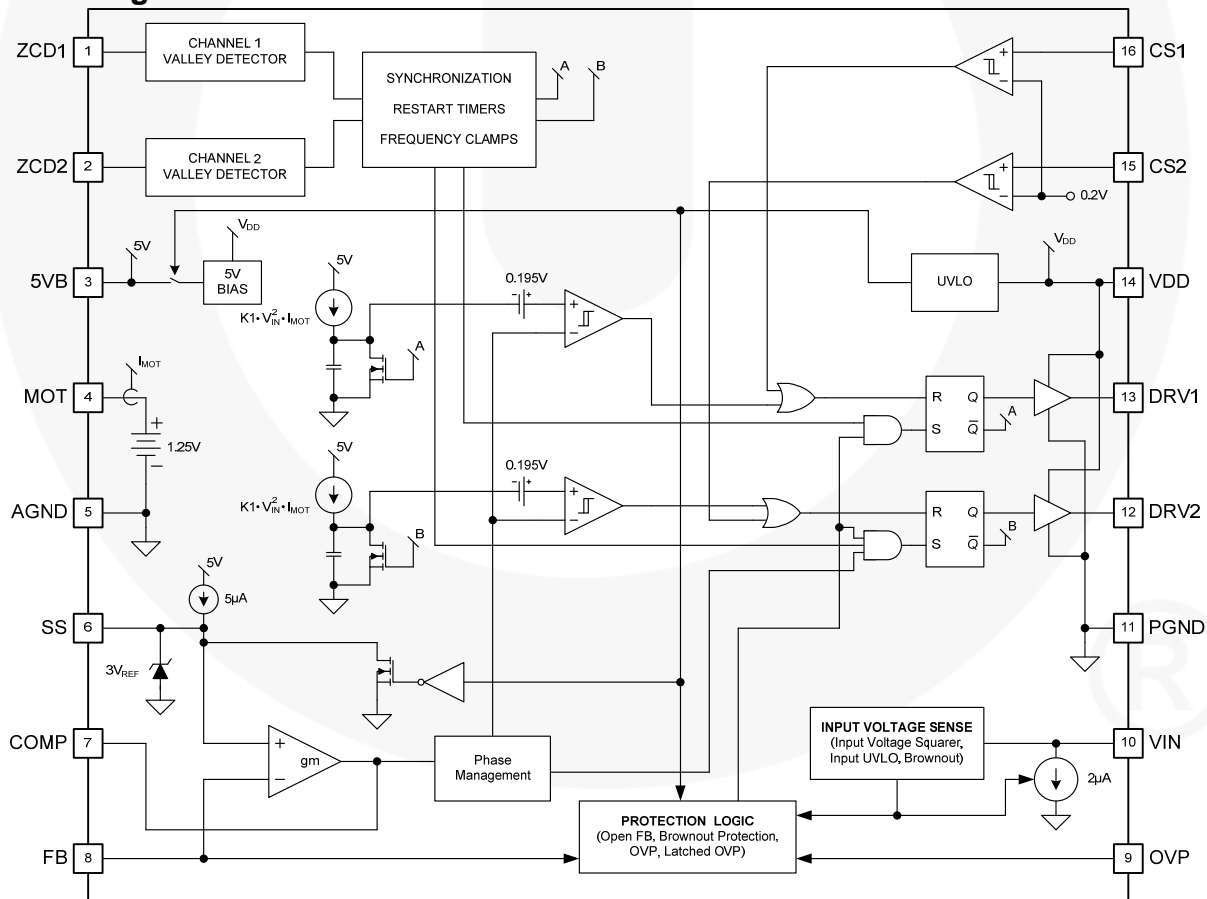 ZCD1
1
CHANNEL 1
VALLEY DETECTOR
SYNCHRONIZATION
RESTART TIMERS
FREQUENCY CLAMPS
A
B
16
CS1
ZCD2
2
CHANNEL 2
VALLEY DETECTOR
15
CS2
0.2V
5VB
3
5V
VDD
5V
BIAS
5V
K1•V²IN•IMOT
A
0.195V
+
−
UVLO
VDD
14
VDD
MOT
4
IMOT
+
1.25V
−
R
Q
S
Q̅
A
13
DRV1
AGND
5
5V
K1•V²IN•IMOT
B
0.195V
+
−
R
Q
S
Q̅
B
12
DRV2
SS
6
5V
5µA
3VREF
11
PGND
®
COMP
7
+
gm
−
Phase
Management
INPUT VOLTAGE SENSE
(Input Voltage Squarer,
Input UVLO, Brownout)
10
VIN
2µA
FB
8
PROTECTION LOGIC
(Open FB, Brownout Protection,
OVP, Latched OVP)
9
OVP